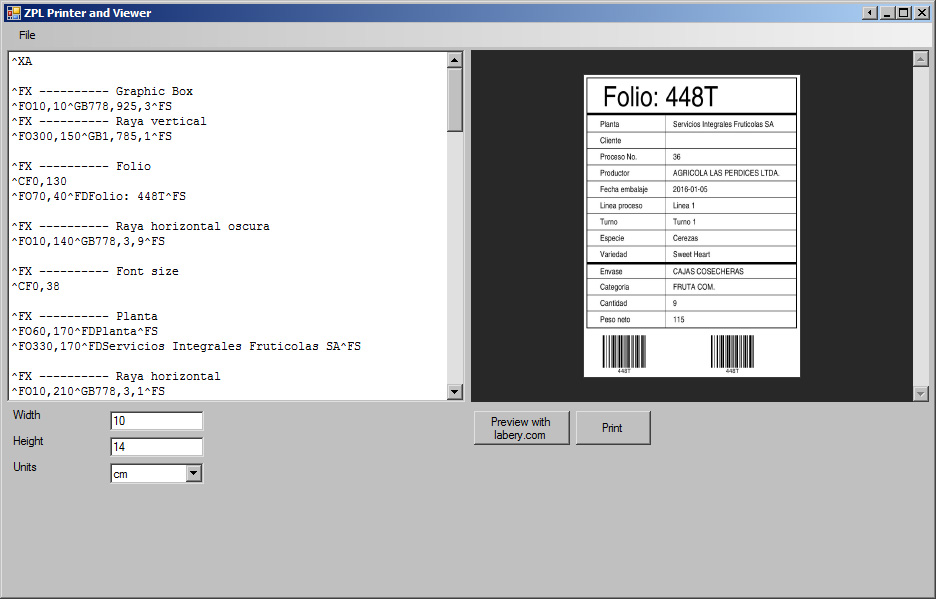 ZPL Printer and Viewer
File
^XA
^FX ---------- Graphic Box
^FO10,10^GB778,925,3^FS
^FX ---------- Raya vertical
^FO300,150^GB1,785,1^FS
^FX ---------- Folio
^CF0,130
^FO70,40^FDFolio: 448T^FS
^FX ---------- Raya horizontal oscura
^FO10,140^GB778,3,9^FS
^FX ---------- Font size
^CF0,38
^FX ---------- Planta
^FO60,170^FDPlanta^FS
^FO330,170^FDServicios Integrales Fruticolas SA^FS
^FX ---------- Raya horizontal
^FO10,210^GB778,3,1^FS
Folio: 448T
Planta Servicios Integrales Fruticolas SA
Cliente
Proceso No. 36
Productor AGRICOLA LAS PERDICES LTDA.
Fecha embalaje 2016-01-05
Linea proceso Linea 1
Turno Turno 1
Especie Cerezas
Variedad Sweet Heart
Envase CAJAS COSECHERAS
Categoria FRUTA COM.
Cantidad 9
Peso neto 115
448T 448T
Width 10
Height 14
Units cm
Preview with
labery.com
Print